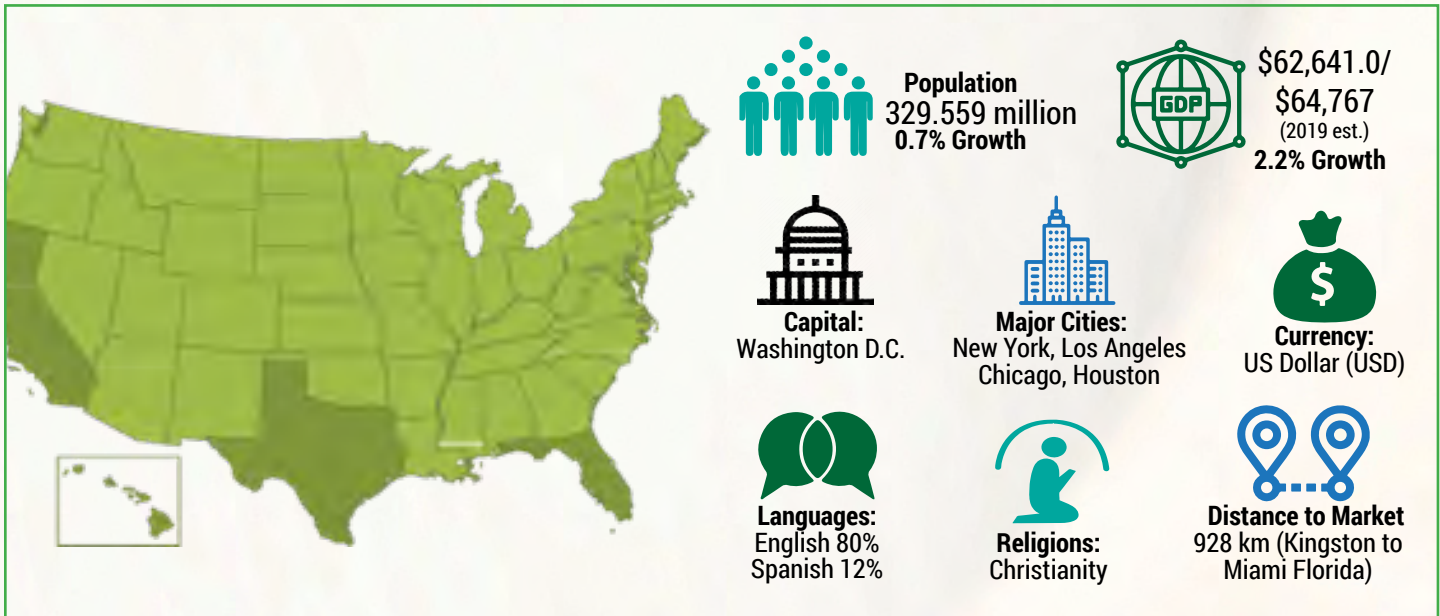 Population
329.559 million
0.7% Growth
GDP
$62,641.0/
$64,767
(2019 est.)
2.2% Growth
Capital:
Washington D.C.
Major Cities:
New York, Los Angeles
Chicago, Houston
$
Currency:
US Dollar (USD)
Languages:
English 80%
Spanish 12%
Religions:
Christianity
Distance to Market
928 km (Kingston to
Miami Florida)